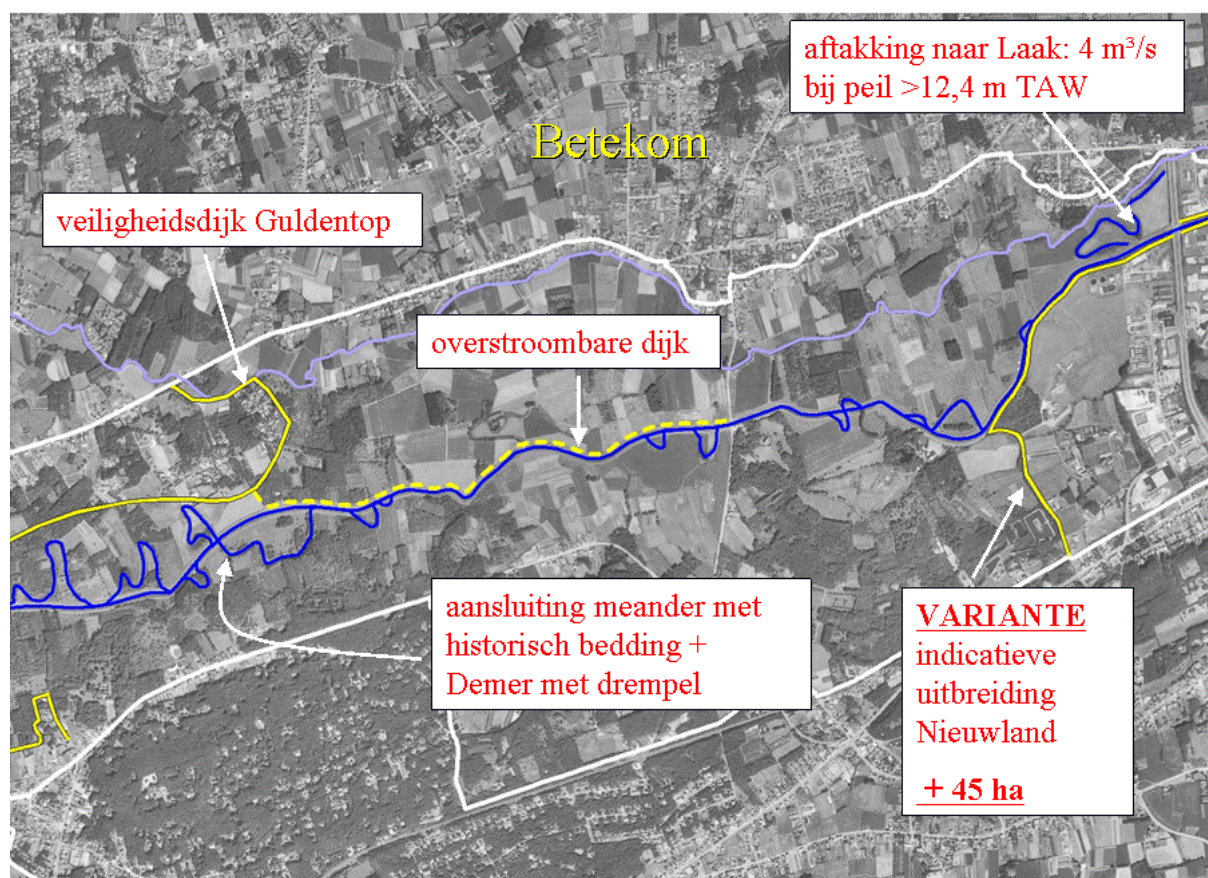 aftakking naar Laak: 4 m³/s
bij peil >12,4 m TAW
Betekom
veiligheidsdijk Guldentop
overstroombare dijk
aansluiting meander met
historisch bedding +
Demer met drempel
VARIANTE
indicatieve
uitbreiding
Nieuwland
+ 45 ha